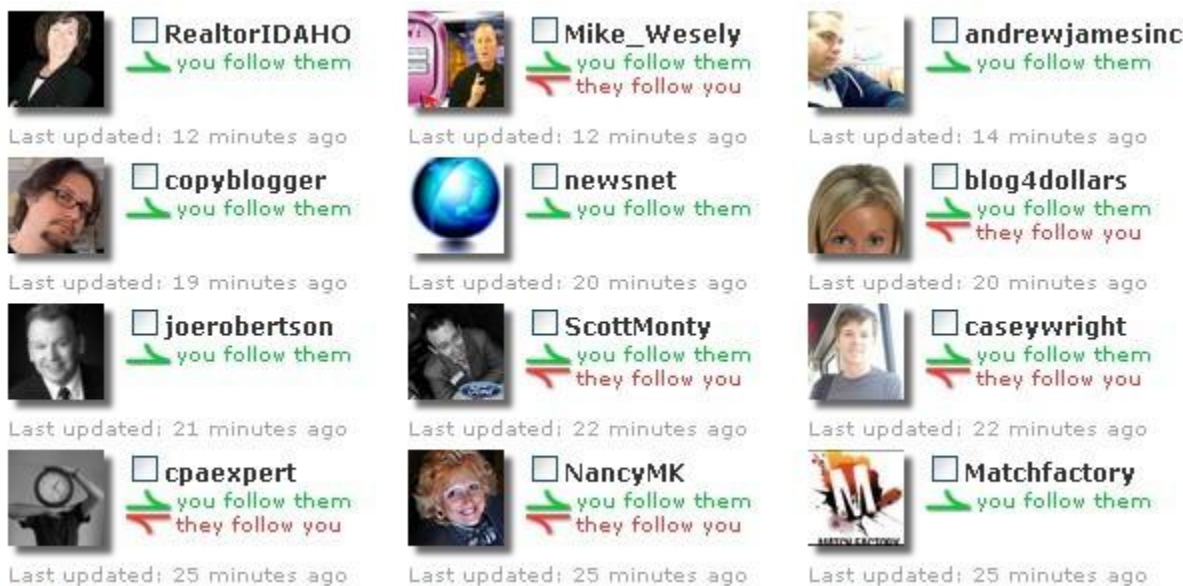 RealtorIDAHO
you follow them
Last updated: 12 minutes ago
Mike_Wesely
you follow them
they follow you
Last updated: 12 minutes ago
andrewjamesinc
you follow them
Last updated: 14 minutes ago
copyblogger
you follow them
Last updated: 19 minutes ago
newsnet
you follow them
Last updated: 20 minutes ago
blog4dollars
you follow them
they follow you
Last updated: 20 minutes ago
joerobertson
you follow them
Last updated: 21 minutes ago
ScottMonty
you follow them
they follow you
Ford
Last updated: 22 minutes ago
caseywright
you follow them
they follow you
Last updated: 22 minutes ago
cpaexpert
you follow them
they follow you
Last updated: 25 minutes ago
NancyMK
you follow them
they follow you
Last updated: 25 minutes ago
Matchfactory
you follow them
M
MATCH FACTORY
Last updated: 25 minutes ago